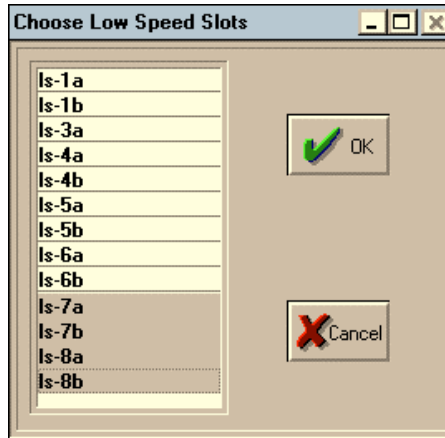 Choose Low Speed Slots
ls-1a
ls-1b
ls-3a
ls-4a
ls-4b
ls-5a
ls-5b
ls-6a
ls-6b
ls-7a
ls-7b
ls-8a
ls-8b
OK
Cancel